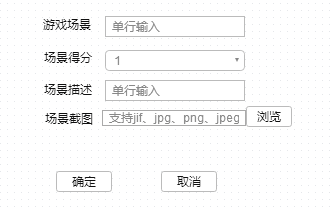 游戏场景 单行输入
场景得分 1
场景描述 单行输入
场景截图 支持jif、jpg、png、jpeg 浏览
确定 取消